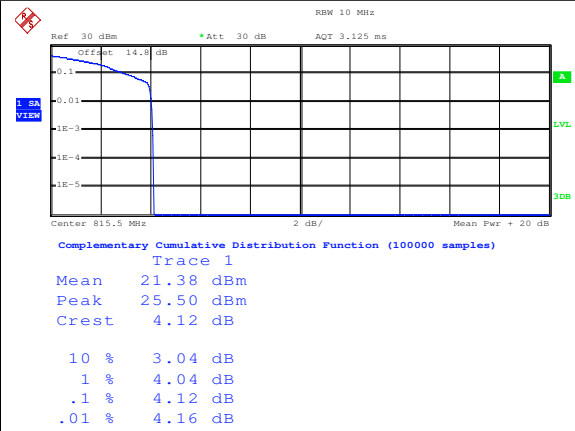 RBW 10 MHz
Ref 30 dBm *Att 30 dB AQT 3.125 ms
Offset 14.8 dB
0.1
A
0.01
1 SA
VIEW
1E-3
LVL
1E-4
1E-5
3DB
Center 815.5 MHz 2 dB/ Mean Pwr + 20 dB
Complementary Cumulative Distribution Function (100000 samples)
Trace 1
Mean 21.38 dBm
Peak 25.50 dBm
Crest 4.12 dB
10 % 3.04 dB
1 % 4.04 dB
.1 % 4.12 dB
.01 % 4.16 dB